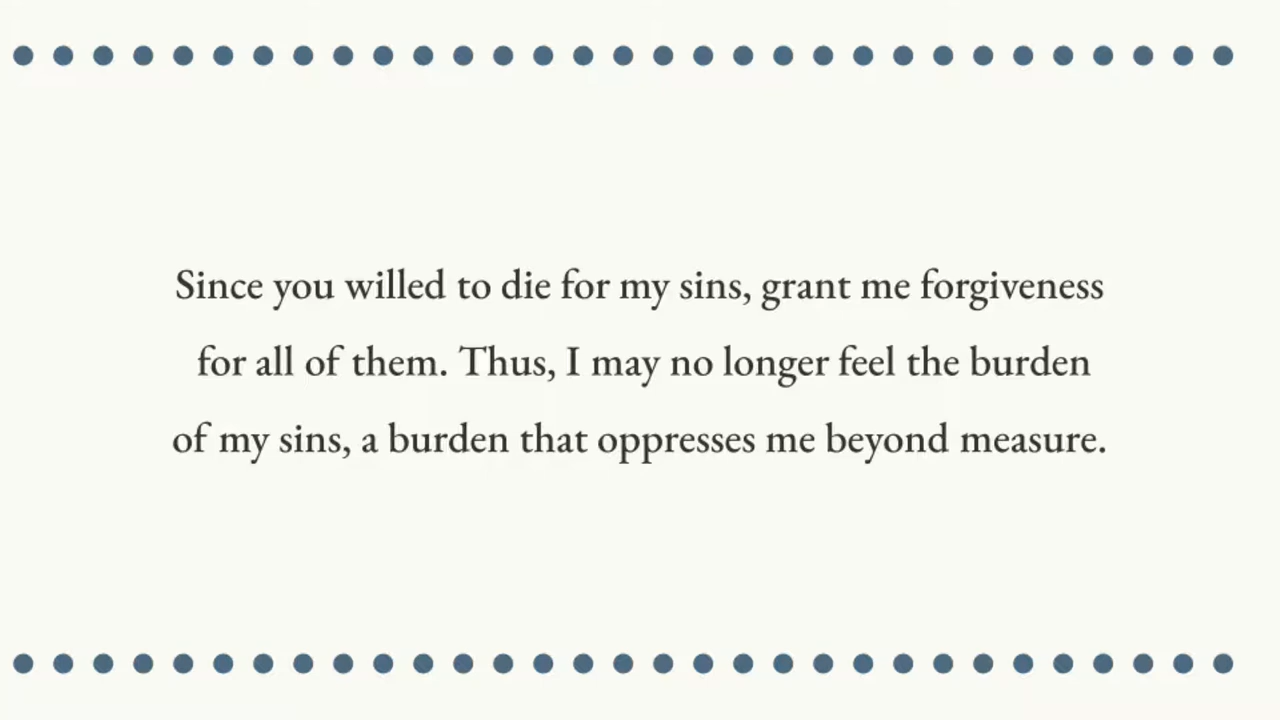 Since you willed to die for my sins, grant me forgiveness
for all of them. Thus, I may no longer feel the burden
of my sins, a burden that oppresses me beyond measure.